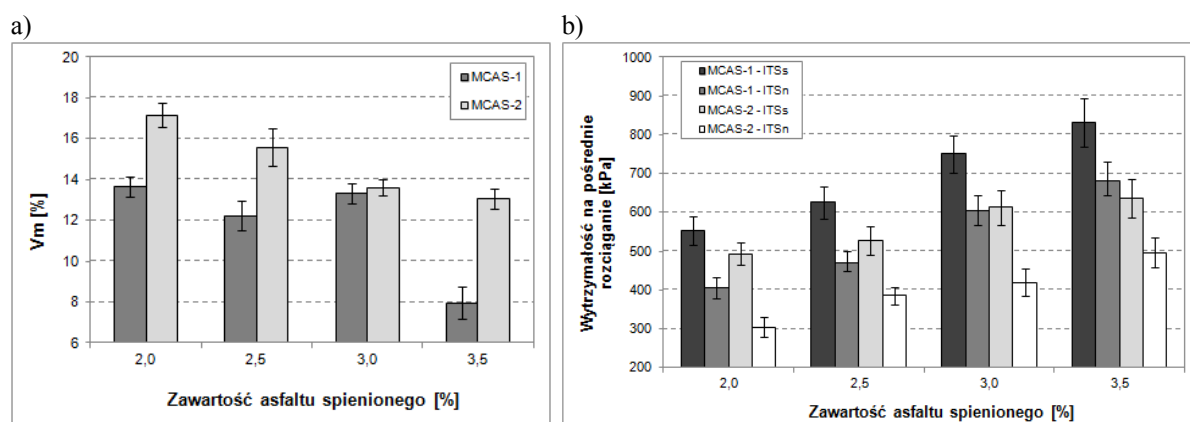 a)
20
18
16
14
12
10
8
6
Vm [%]
MCAS-1
MCAS-2
2,0 2,5 3,0 3,5
Zawartość asfaltu spienionego [%]
b)
1000
900
800
700
600
500
400
300
200
Wytrzymałość na pośrednie
rozciąganie [kPa]
MCAS-1 - ITSs
MCAS-1 - ITSn
MCAS-2 - ITSs
MCAS-2 - ITSn
2,0 2,5 3,0 3,5
Zawartość asfaltu spienionego [%]